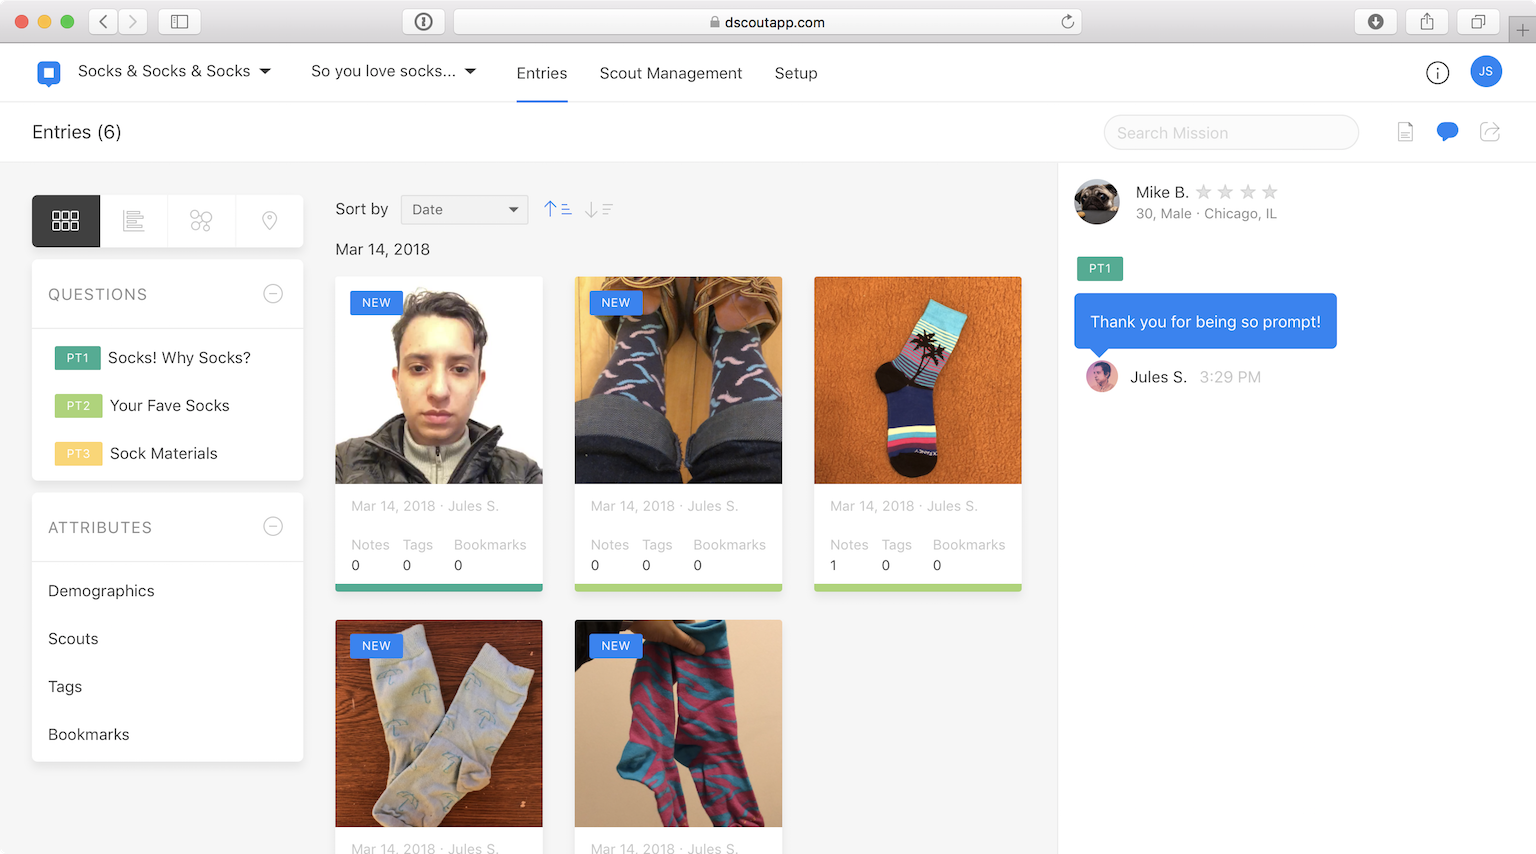 dscoutapp.com
Socks & Socks & Socks
So you love socks...
Entries
Scout Management
Setup
JS
Entries (6)
Search Mission
Sort by
Date
Mar 14, 2018
QUESTIONS
PT1 Socks! Why Socks?
PT2 Your Fave Socks
PT3 Sock Materials
ATTRIBUTES
Demographics
Scouts
Tags
Bookmarks
NEW
Mar 14, 2018 · Jules S.
Notes Tags Bookmarks
0 0 0
NEW
Mar 14, 2018 · Jules S.
Notes Tags Bookmarks
0 0 0
Mar 14, 2018 · Jules S.
Notes Tags Bookmarks
1 0 0
NEW
Mar 14, 2018 · Jules S.
NEW
Mar 14, 2018 · Jules S.
Mike B.
30, Male · Chicago, IL
PT1
Thank you for being so prompt!
Jules S. 3:29 PM